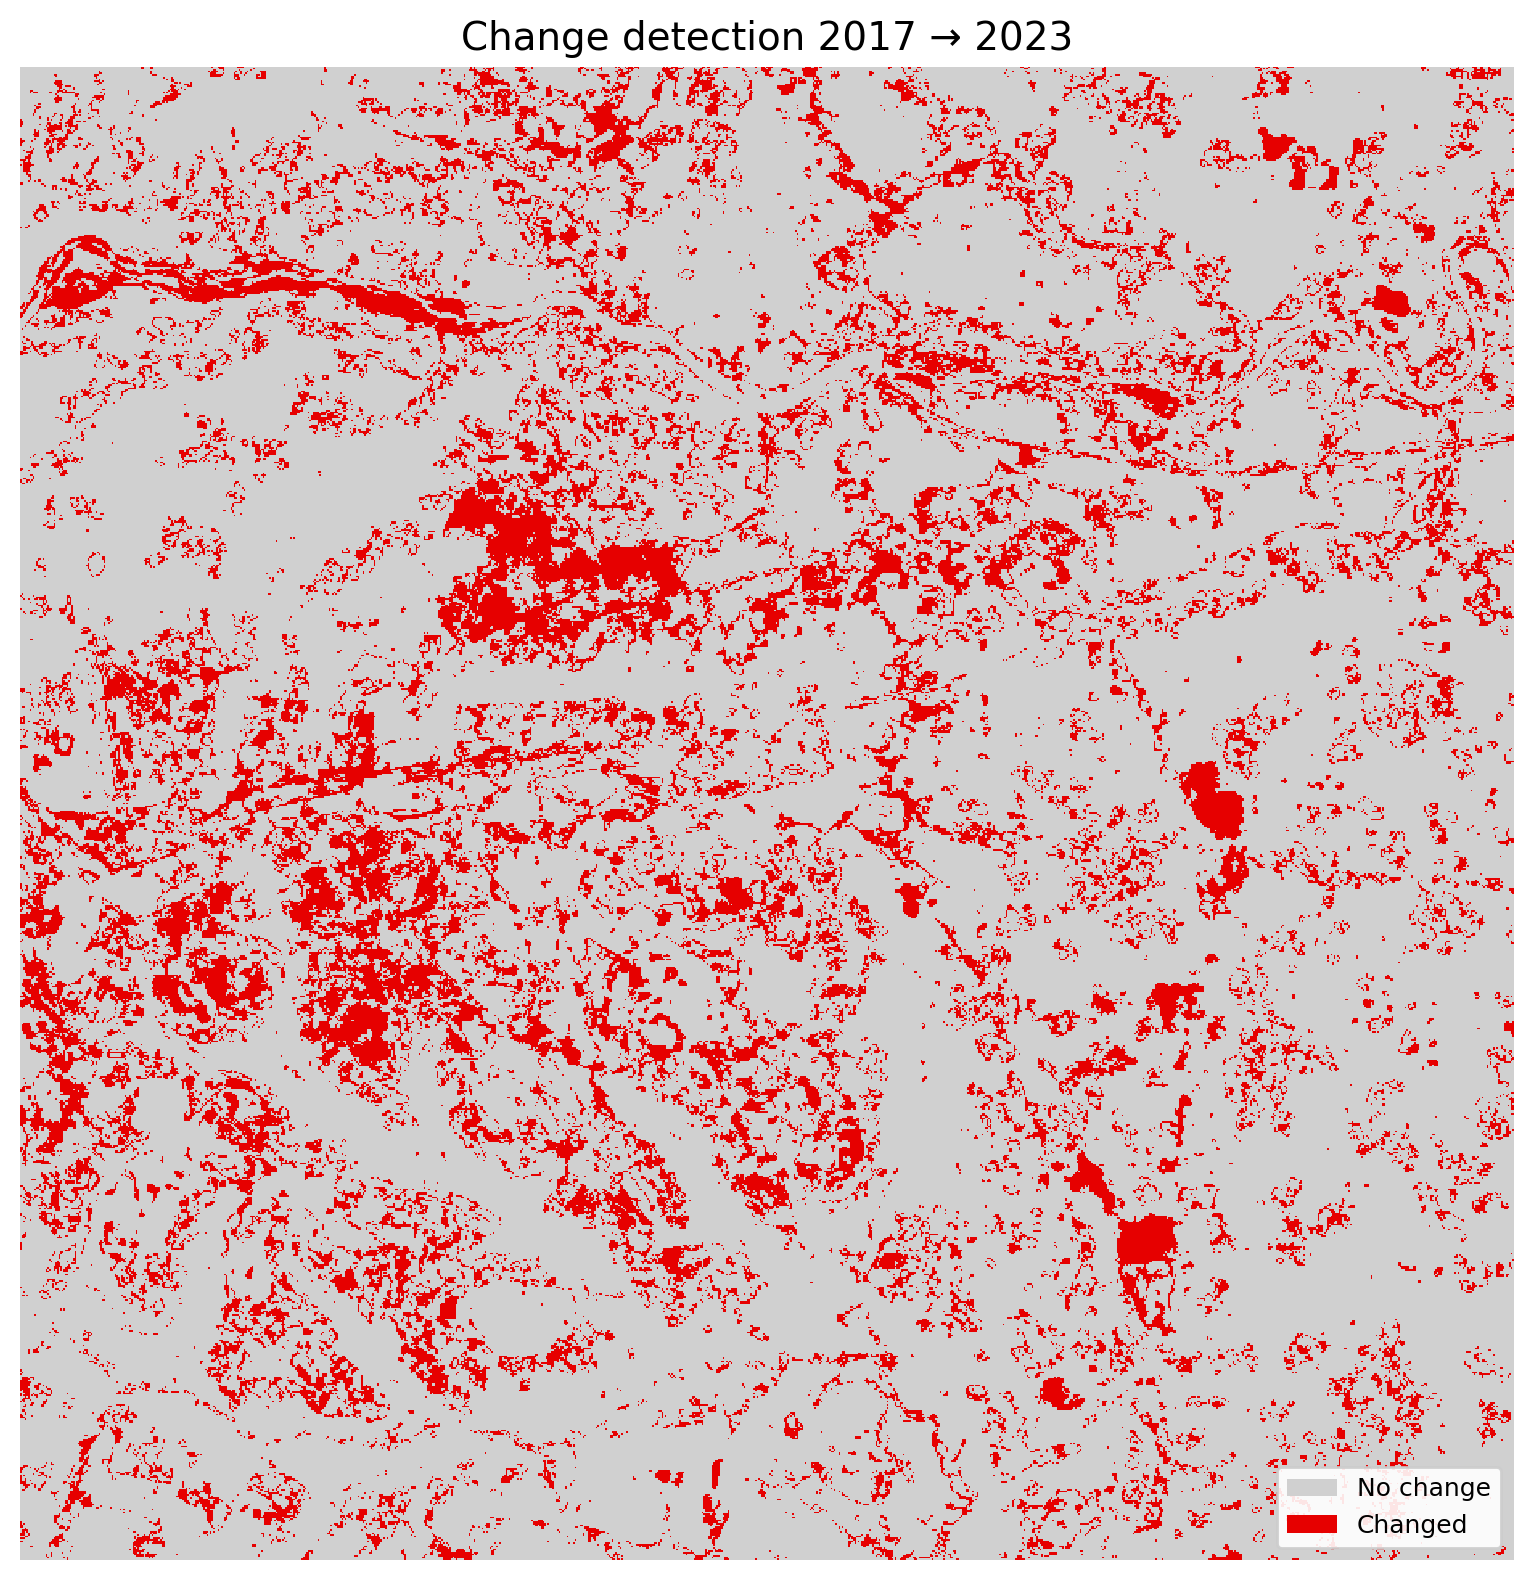 Change detection 2017 → 2023
No change
Changed